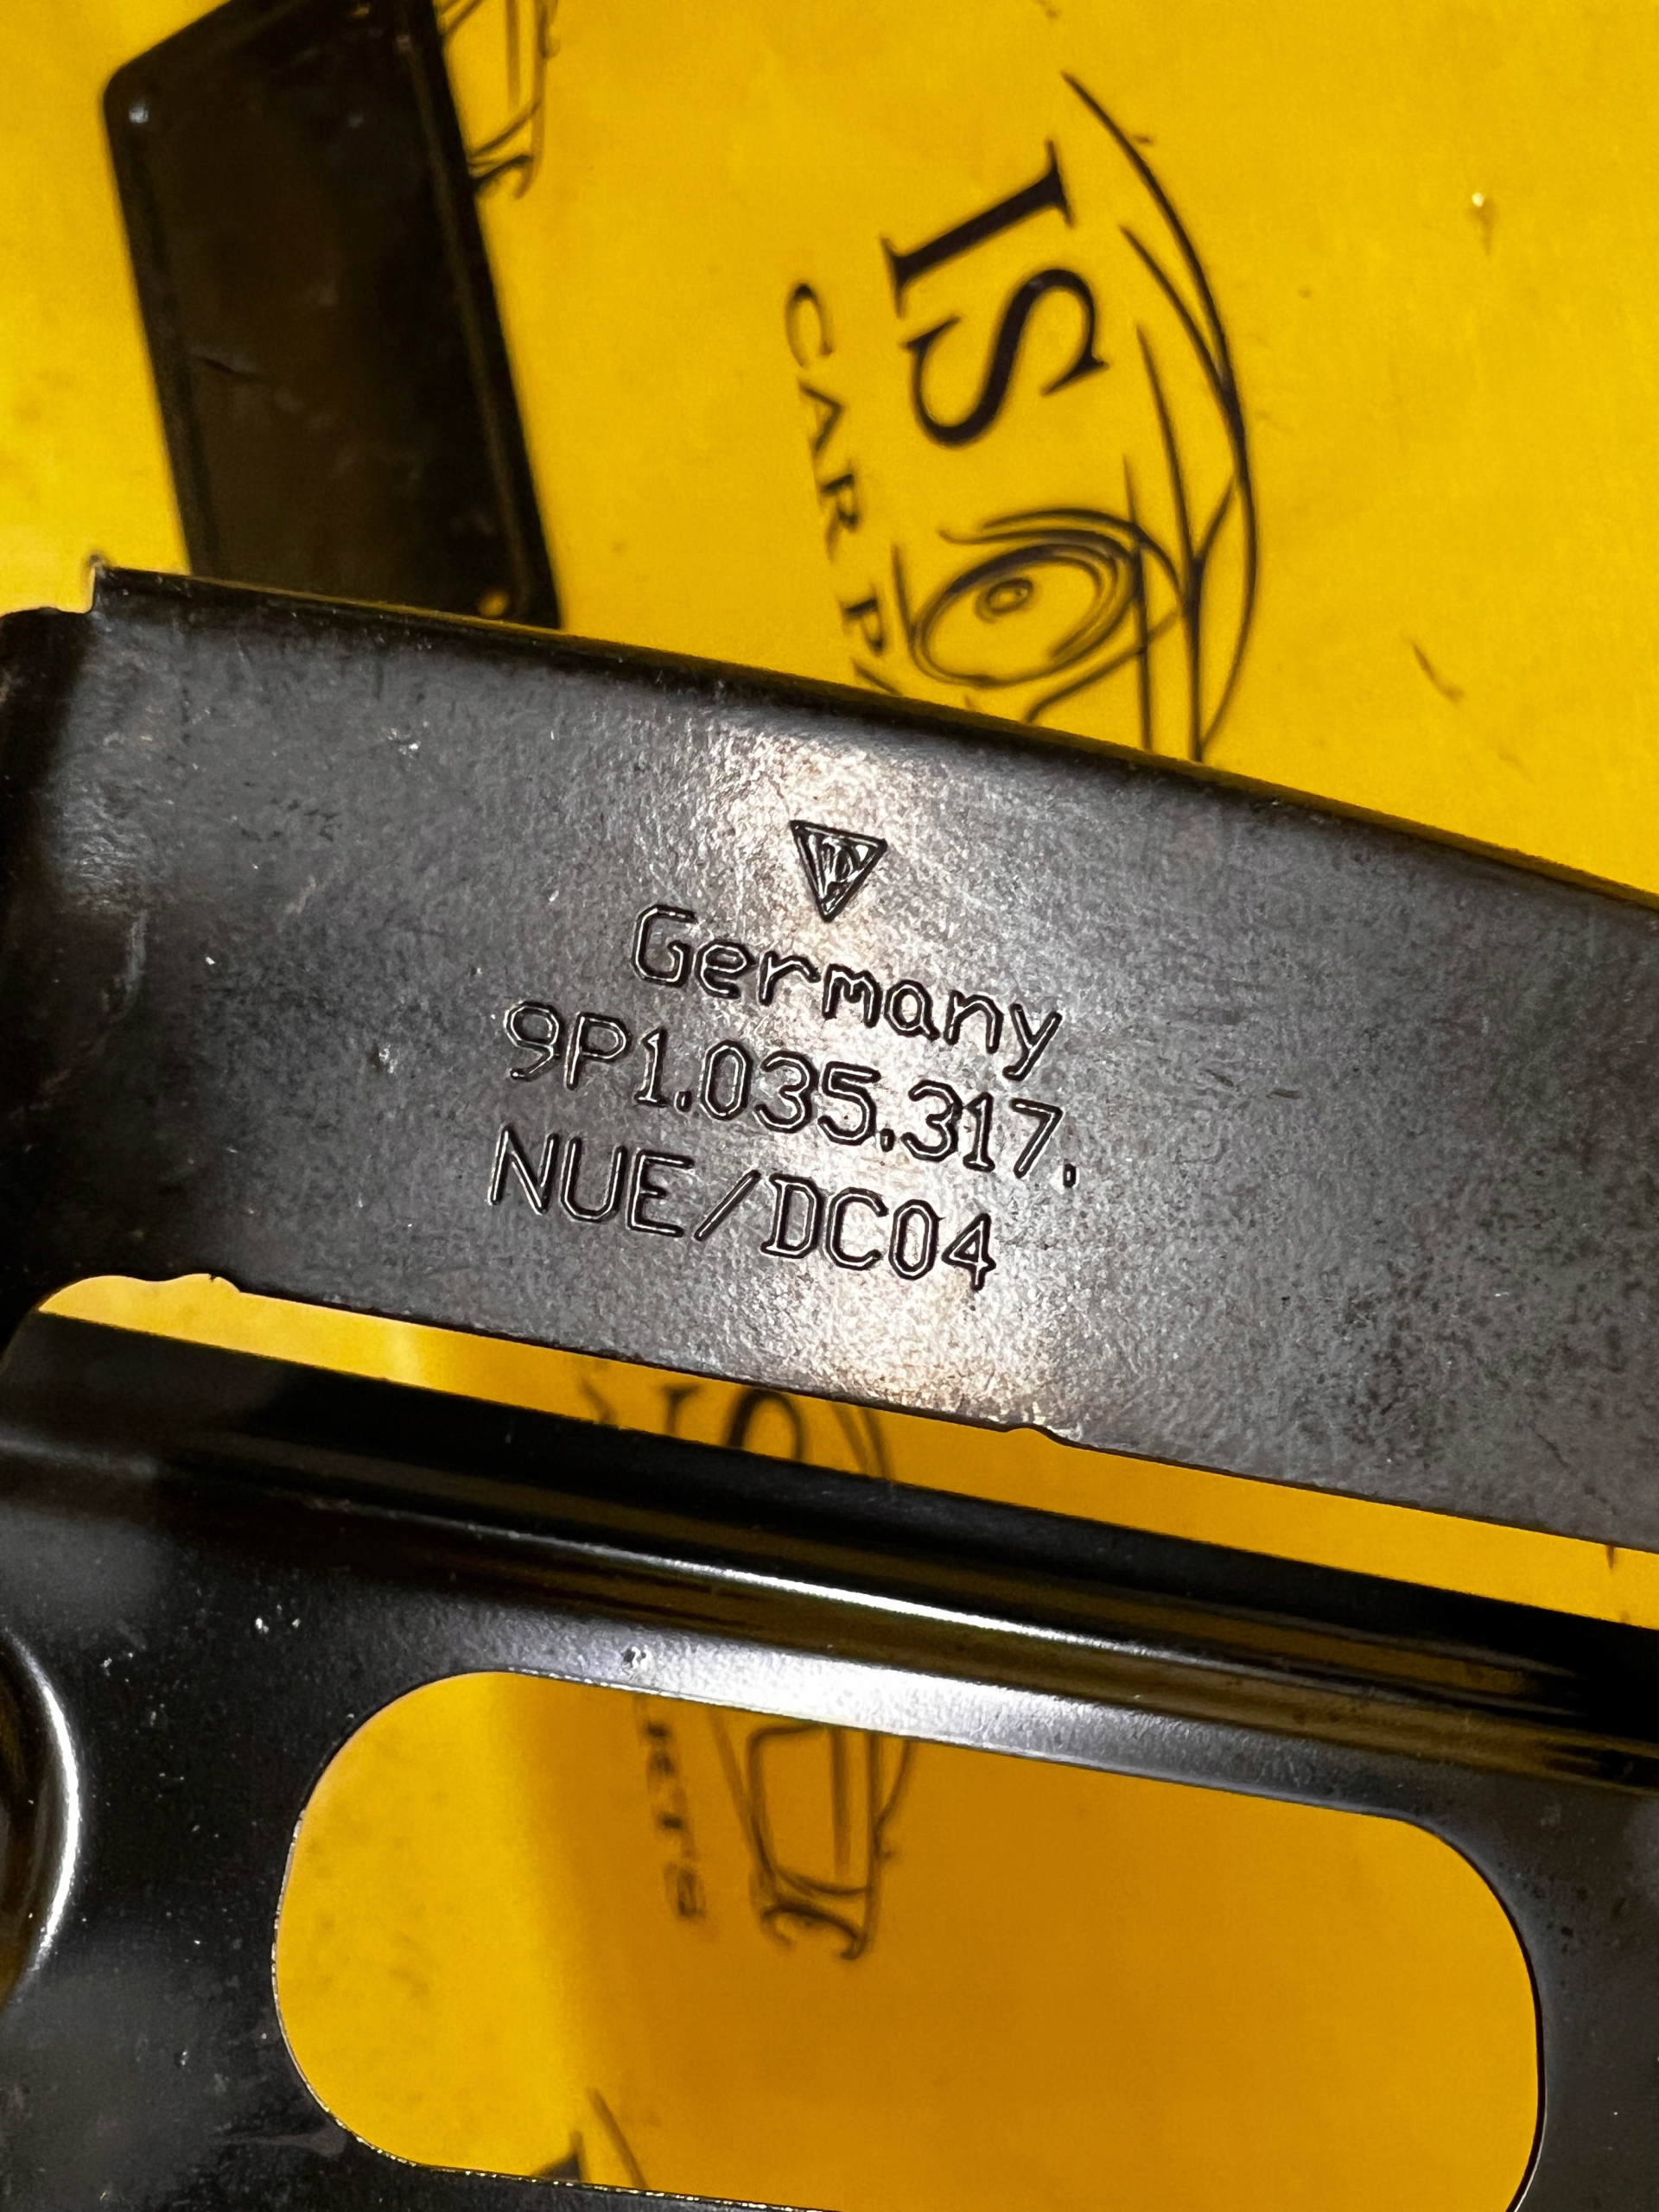 IS
CAR P
Germany
9P1.035.317.
NUE/DC04